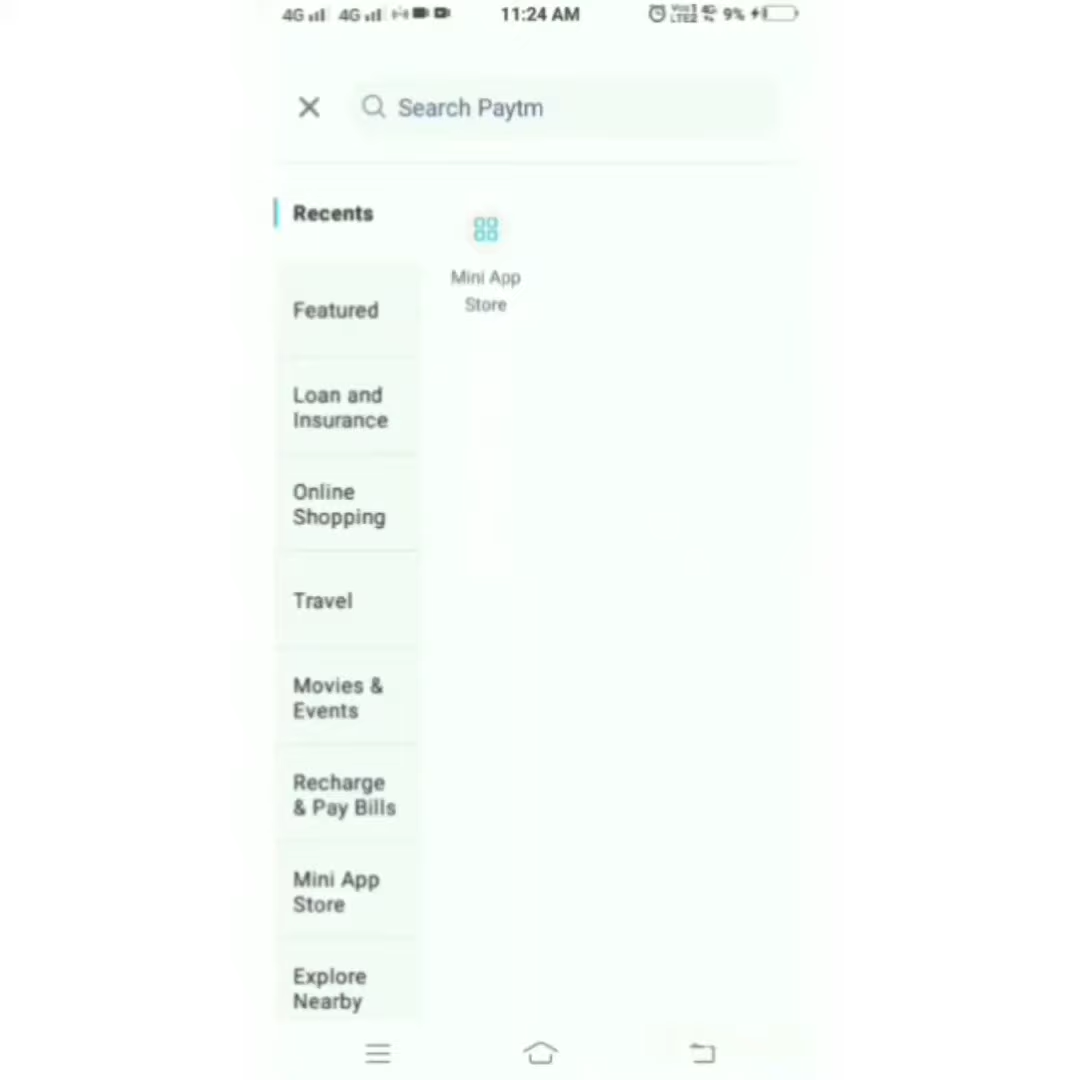 4G 4G 11:24 AM 9%
Search Paytm
Recents
Mini App
Store
Featured
Loan and
Insurance
Online
Shopping
Travel
Movies &
Events
Recharge
& Pay Bills
Mini App
Store
Explore
Nearby